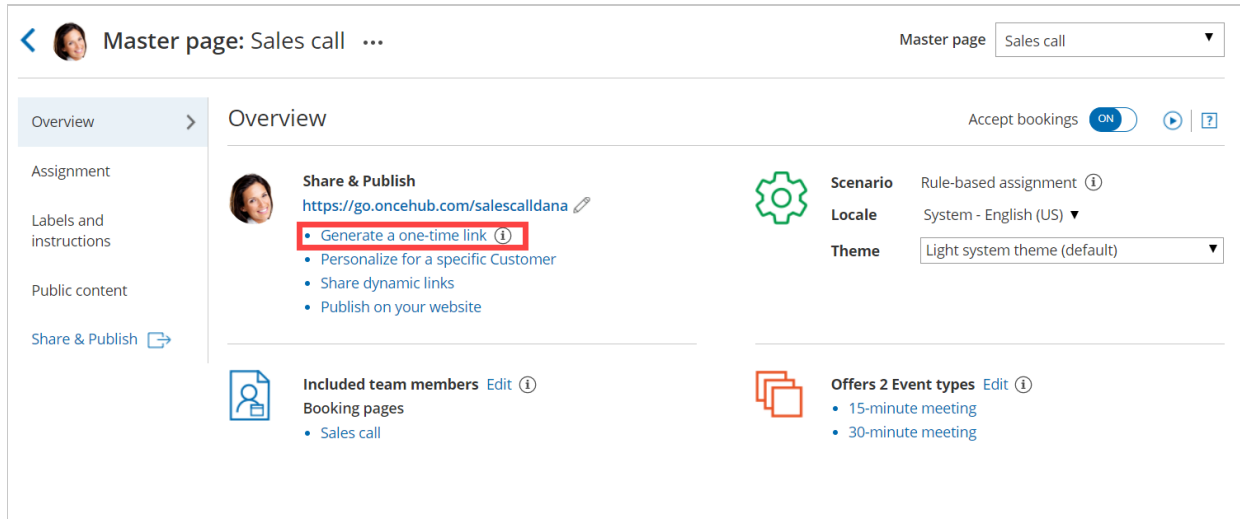 Master page: Sales call ...
Master page
Sales call
Overview
Assignment
Labels and
instructions
Public content
Share & Publish
Overview
Accept bookings ON
?
Share & Publish
https://go.oncehub.com/salescalldana
• Generate a one-time link i
• Personalize for a specific Customer
• Share dynamic links
• Publish on your website
Scenario Rule-based assignment i
Locale System - English (US)
Theme Light system theme (default)
Included team members Edit i
Booking pages
• Sales call
Offers 2 Event types Edit i
• 15-minute meeting
• 30-minute meeting